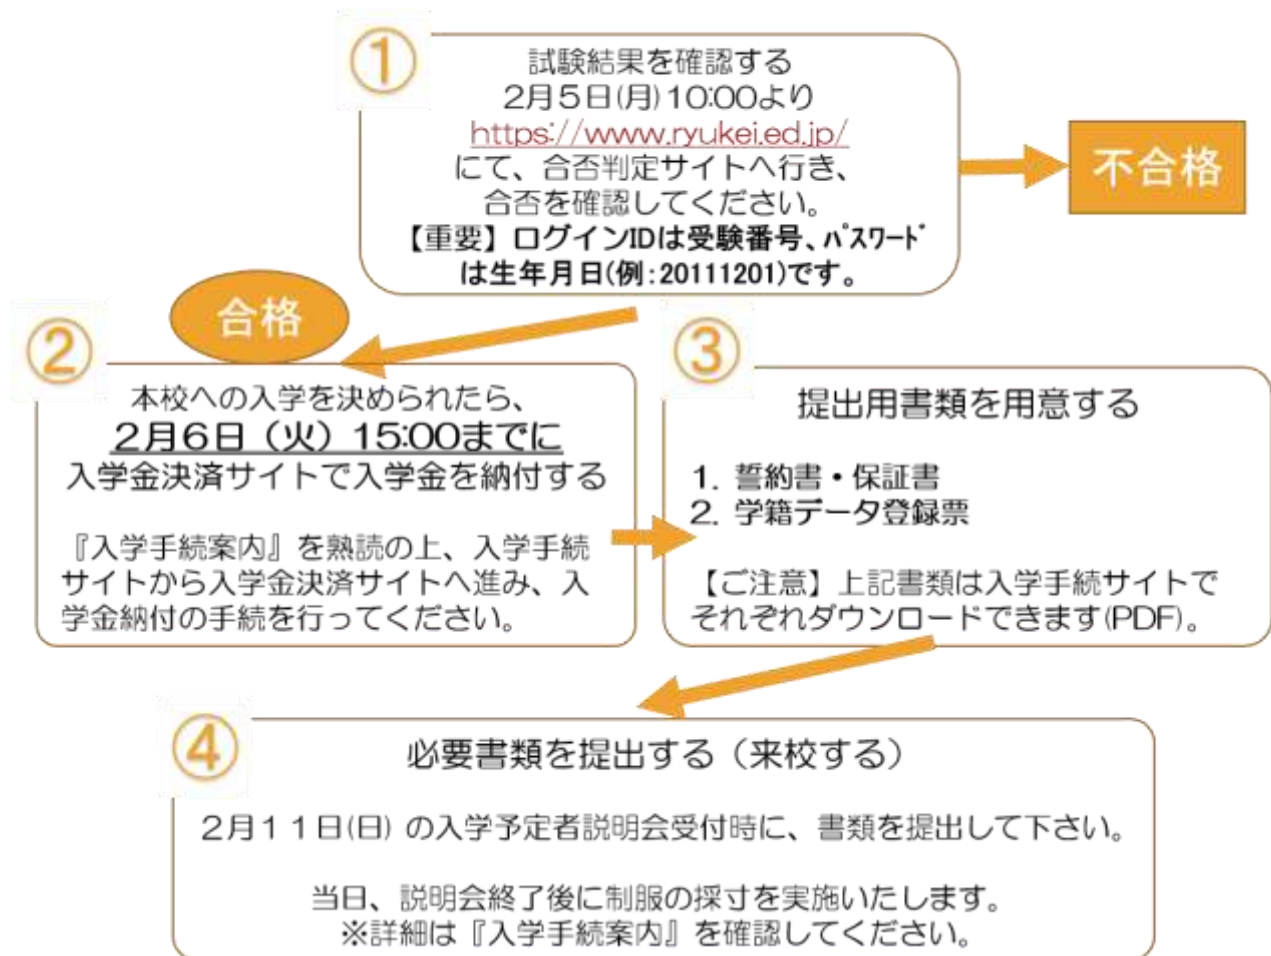 ①
試験結果を確認する
2月5日(月)10:00より
https://www.ryukei.ed.jp/
にて、合否判定サイトへ行き、
合否を確認してください。
【重要】ログインIDは受験番号、ﾊﾟｽﾜｰﾄﾞ
は生年月日(例:20111201)です。
不合格
合格
②
本校への入学を決められたら、
2月6日（火）15:00までに
入学金決済サイトで入学金を納付する
『入学手続案内』を熟読の上、入学手続
サイトから入学金決済サイトへ進み、入
学金納付の手続を行ってください。
③
提出用書類を用意する
1. 誓約書・保証書
2. 学籍データ登録票
【ご注意】上記書類は入学手続サイトで
それぞれダウンロードできます(PDF)。
④
必要書類を提出する（来校する）
2月11日(日) の入学予定者説明会受付時に、書類を提出して下さい。
当日、説明会終了後に制服の採寸を実施いたします。
※詳細は『入学手続案内』を確認してください。